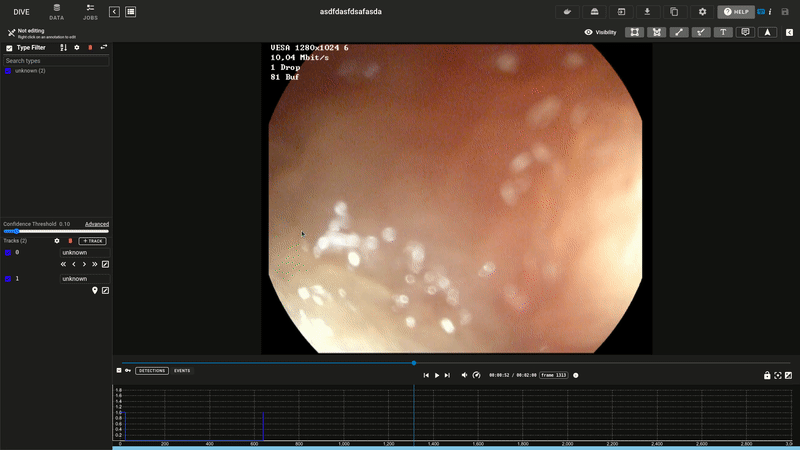 DIVE
DATA
JOBS
asdfdasfdsafasda
HELP
Not editing
Right click on an annotation to edit
Visibility
T
Type Filter
Search types
unknown (2)
VESA 1280x1024 6
10,04 Mbit/s
1 Drop
81 Buf
Confidence Threshold 0.10
Advanced
Tracks (2)
+ TRACK
0
unknown
1
unknown
DETECTIONS
EVENTS
00:00:52 / 00:02:00
frame 1313
1.8
1.6
1.4
1.2
1.0
0.8
0.6
0.4
0.2
0
200
400
600
800
1,000
1,200
1,400
1,600
1,800
2,000
2,200
2,400
2,600
2,800